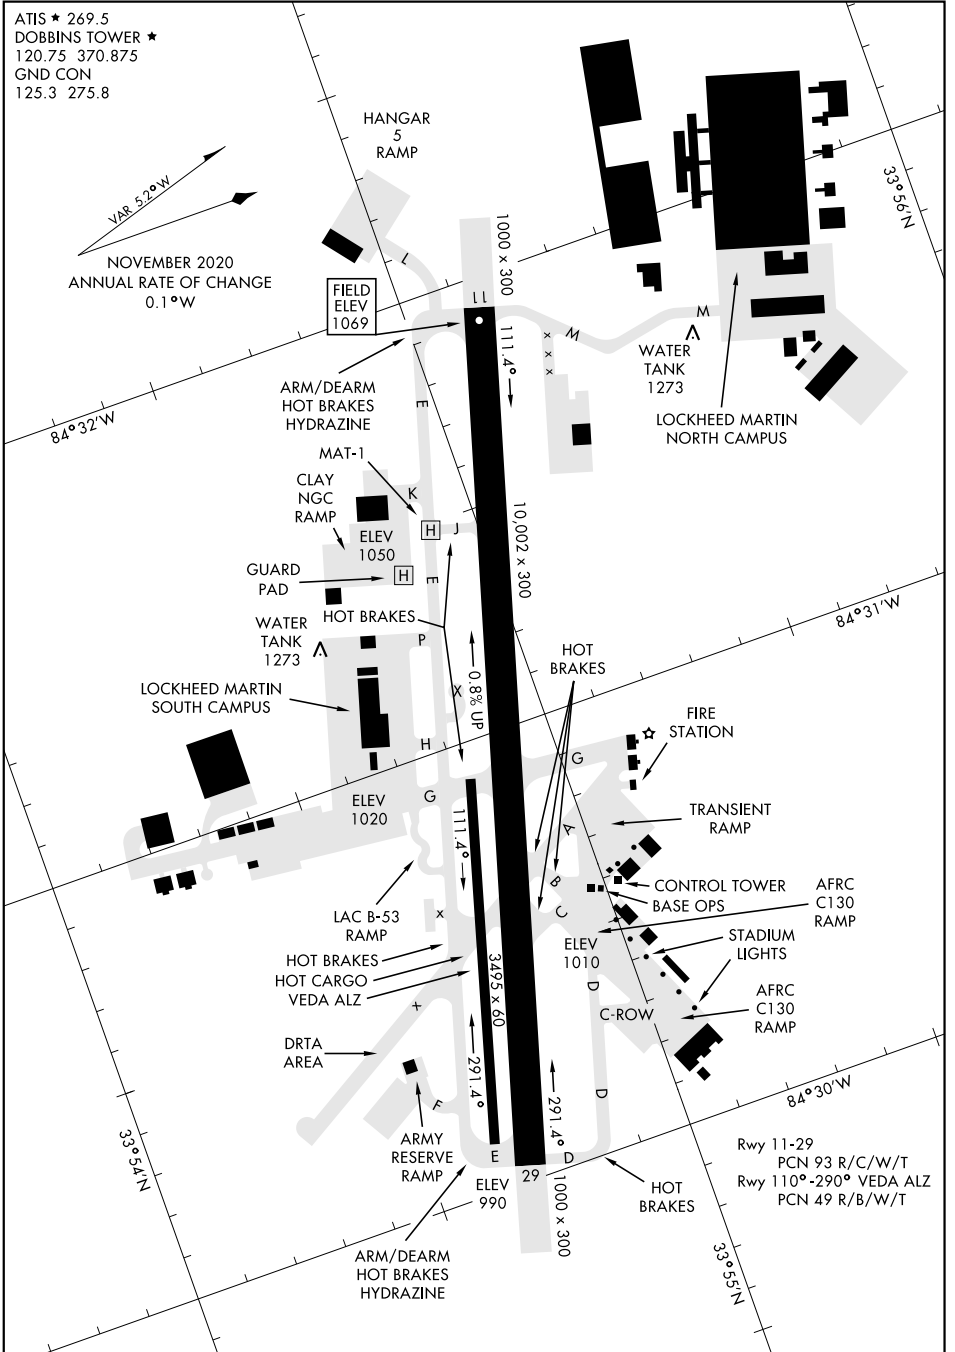 ATIS ★ 269.5
DOBBINS TOWER ★
120.75 370.875
GND CON
125.3 275.8
HANGAR
5
RAMP
VAR 5.2°W
NOVEMBER 2020
ANNUAL RATE OF CHANGE
0.1°W
33°56'N
L
1000 x 300
FIELD
ELEV
1069
11
111.4°
M
M
x
x
x
x
WATER
TANK
1273
LOCKHEED MARTIN
NORTH CAMPUS
ARM/DEARM
HOT BRAKES
HYDRAZINE
E
84°32'W
MAT-1
CLAY
NGC
RAMP
K
H
J
ELEV
1050
10,002 x 300
GUARD
PAD
H
E
HOT BRAKES
WATER
TANK
1273
P
84°31'W
HOT
BRAKES
LOCKHEED MARTIN
SOUTH CAMPUS
X
0.8% UP
FIRE
STATION
H
G
G
ELEV
1020
111.4°
A
TRANSIENT
RAMP
B
C
CONTROL TOWER
BASE OPS
AFRC
C130
RAMP
LAC B-53
RAMP
x
ELEV
1010
STADIUM
LIGHTS
HOT BRAKES
HOT CARGO
VEDA ALZ
3495 x 60
D
C-ROW
AFRC
C130
RAMP
x
DRTA
AREA
291.4°
291.4°
D
F
84°30'W
33°54'N
ARMY
RESERVE
RAMP
E
29
D
ELEV
990
1000 x 300
HOT
BRAKES
Rwy 11-29
PCN 93 R/C/W/T
Rwy 110°-290° VEDA ALZ
PCN 49 R/B/W/T
ARM/DEARM
HOT BRAKES
HYDRAZINE
33°55'N